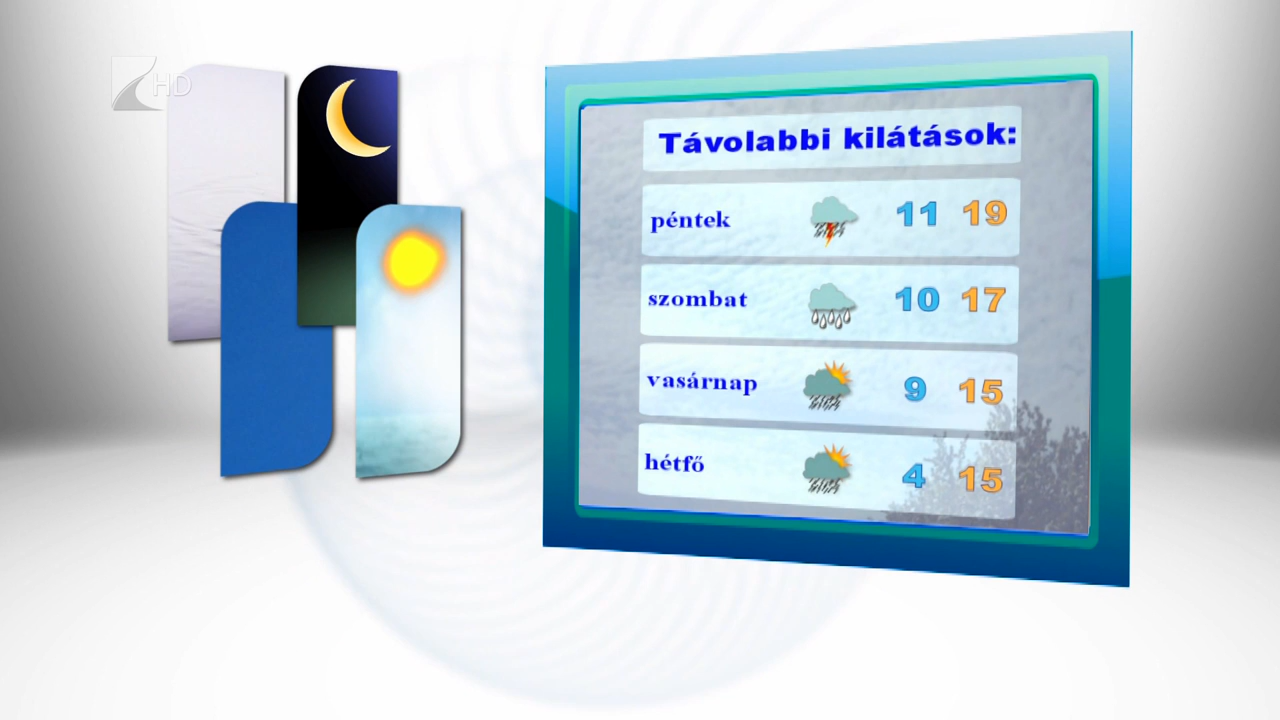 HD
Távolabbi kilátások:
péntek 11 19
szombat 10 17
vasárnap 9 15
hétfő 4 15